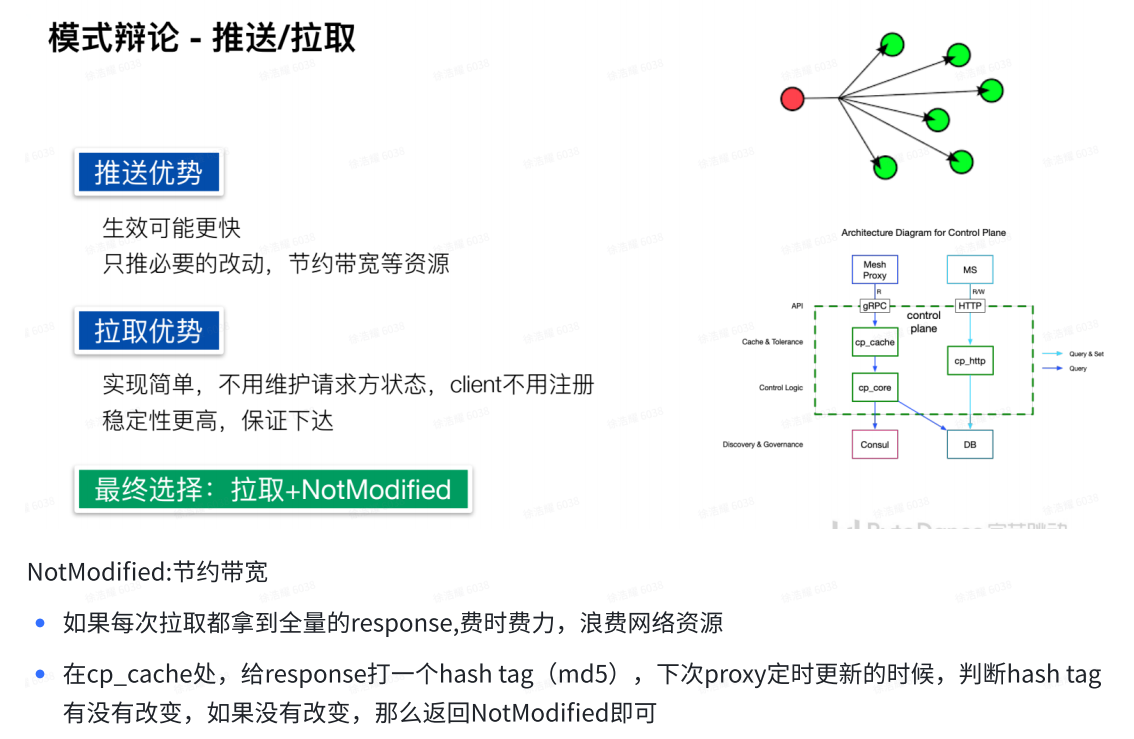 模式辩论 - 推送/拉取
推送优势
生效可能更快
只推必要的改动，节约带宽等资源
拉取优势
实现简单，不用维护请求方状态，client不用注册
稳定性更高，保证下达
最终选择：拉取+NotModified
Architecture Diagram for Control Plane
Mesh
Proxy
MS
R
R/W
API
gRPC
HTTP
control
plane
Cache & Tolerance
cp_cache
cp_http
Query & Set
Query
Control Logic
cp_core
Discovery & Governance
Consul
DB
NotModified:节约带宽
如果每次拉取都拿到全量的response,费时费力，浪费网络资源
在cp_cache处，给response打一个hash tag（md5），下次proxy定时更新的时候，判断hash tag
有没有改变，如果没有改变，那么返回NotModified即可